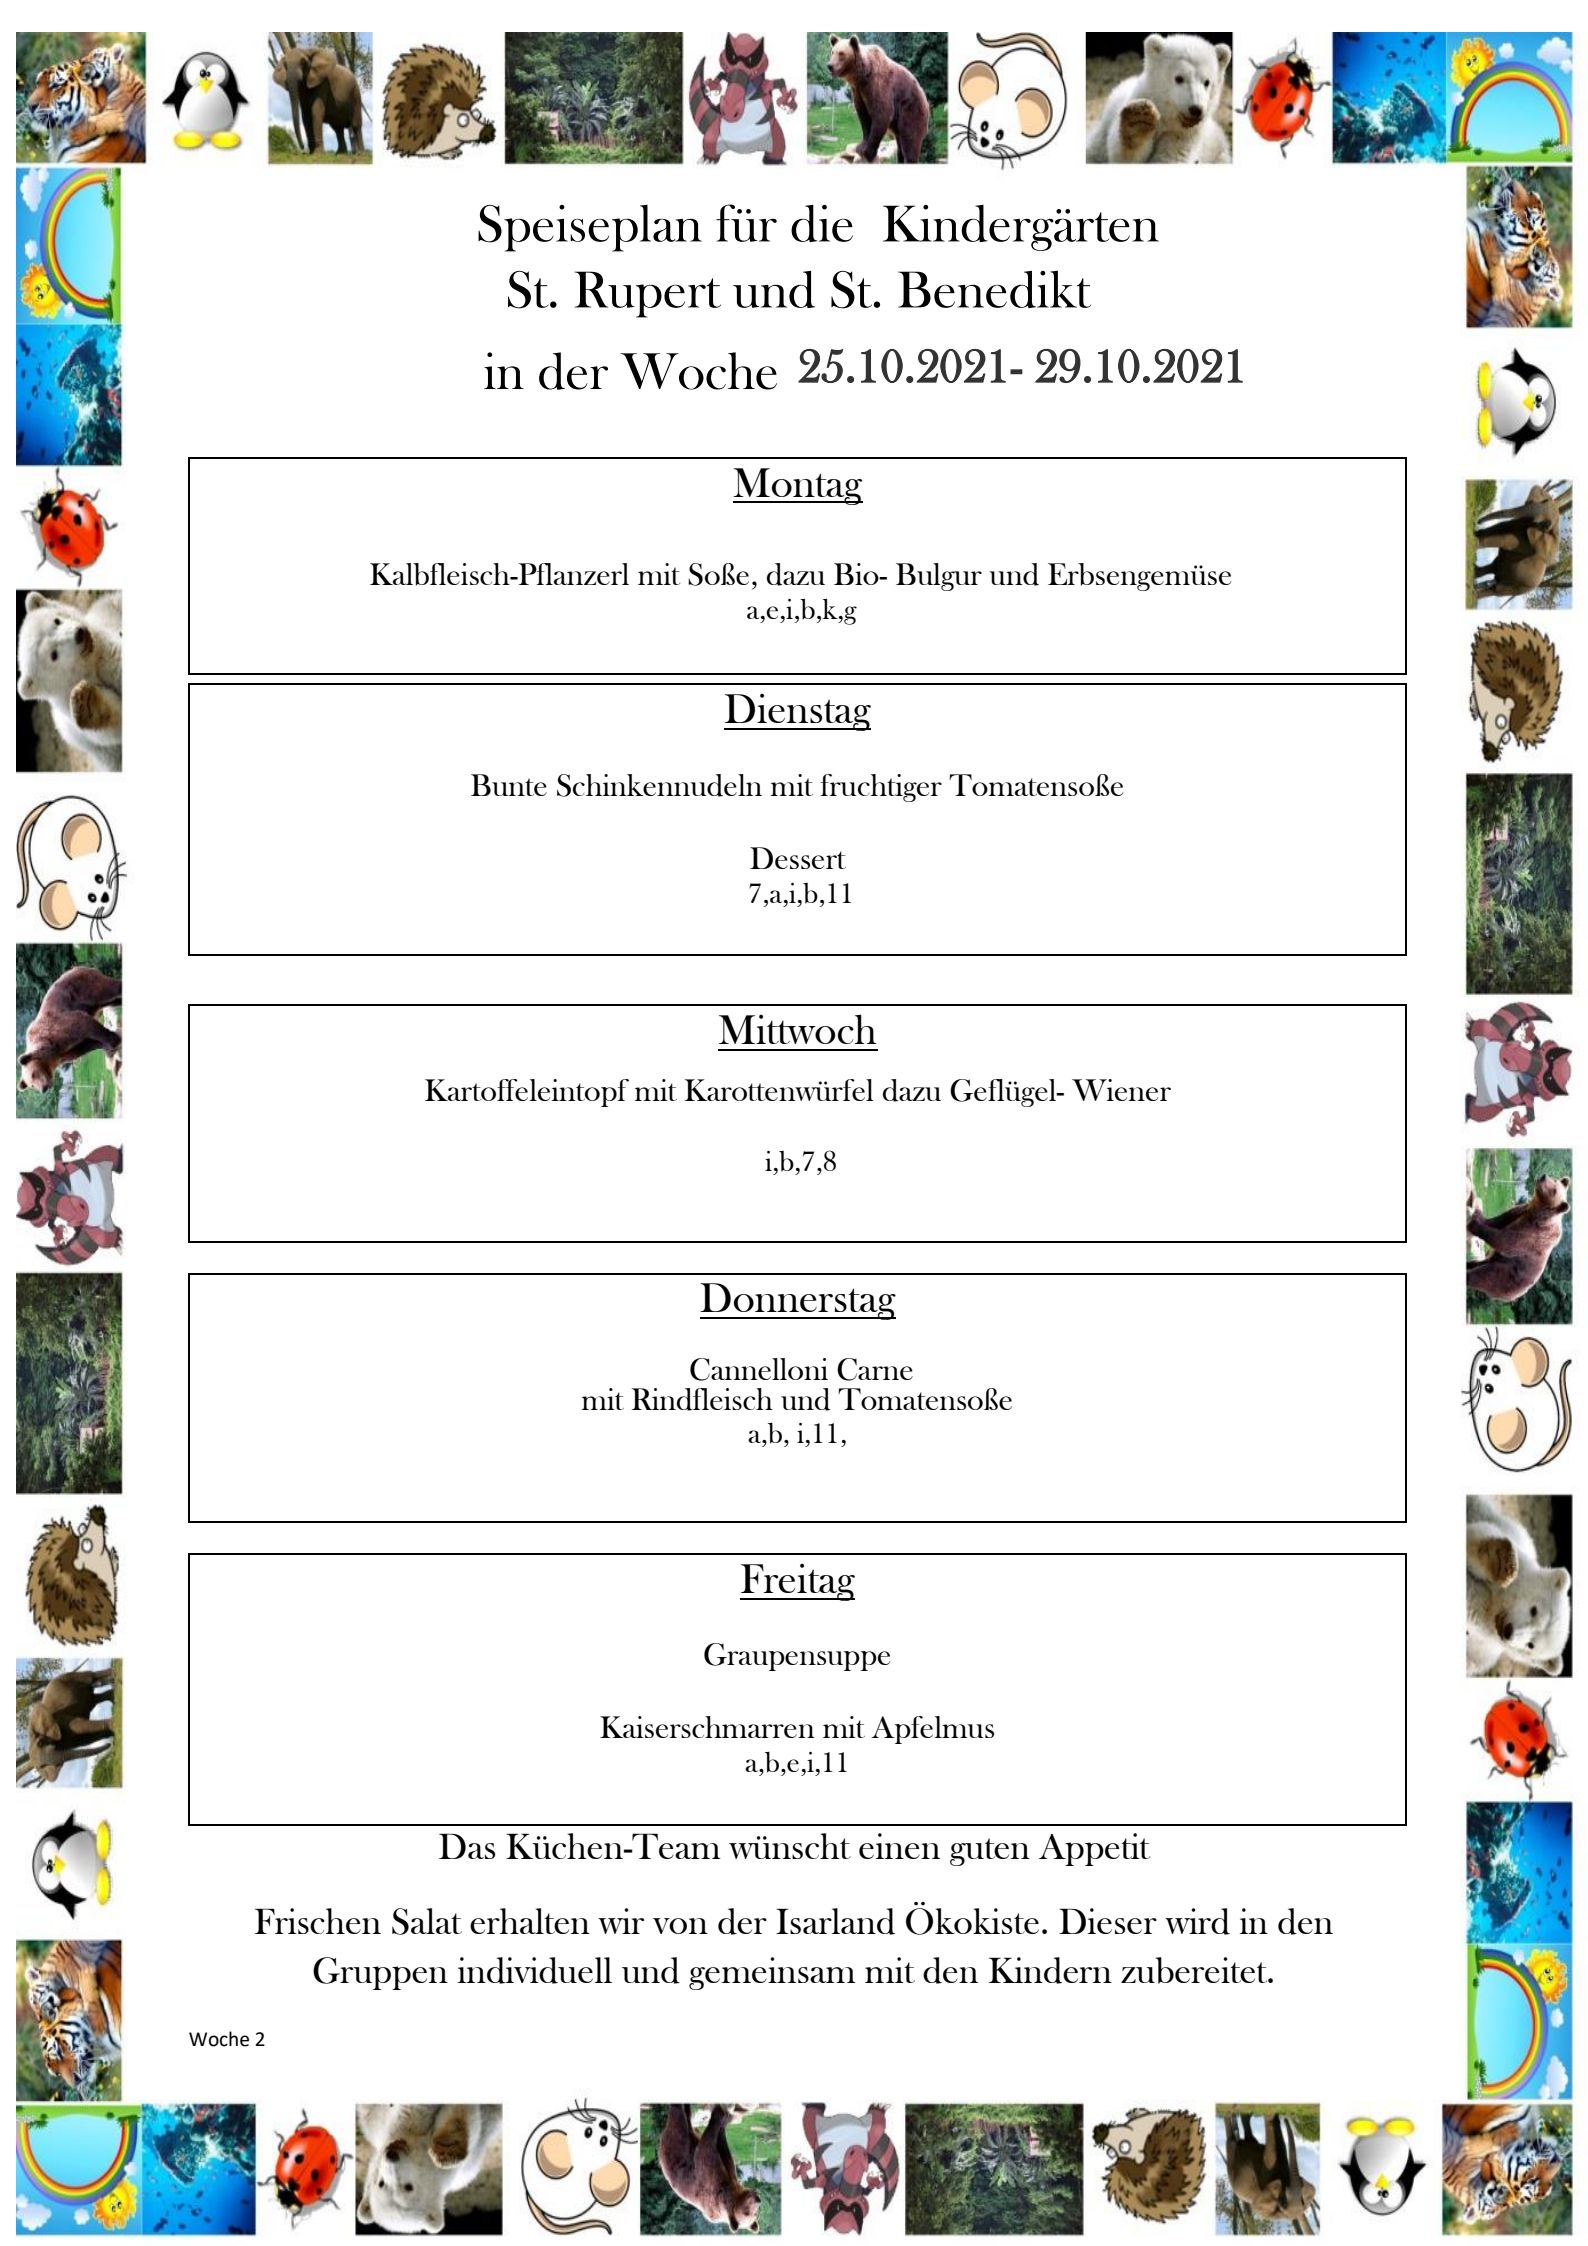 Speiseplan für die Kindergärten
St. Rupert und St. Benedikt
in der Woche 25.10.2021- 29.10.2021
Montag
Kalbfleisch-Pflanzerl mit Soße, dazu Bio- Bulgur und Erbsengemüse
a,e,i,b,k,g
Dienstag
Bunte Schinkennudeln mit fruchtiger Tomatensoße
Dessert
7,a,i,b,11
Mittwoch
Kartoffeleintopf mit Karottenwürfel dazu Geflügel- Wiener
i,b,7,8
Donnerstag
Cannelloni Carne
mit Rindfleisch und Tomatensoße
a,b, i,11,
Freitag
Graupensuppe
Kaiserschmarren mit Apfelmus
a,b,e,i,11
Das Küchen-Team wünscht einen guten Appetit
Frischen Salat erhalten wir von der Isarland Ökokiste. Dieser wird in den
Gruppen individuell und gemeinsam mit den Kindern zubereitet.
Woche 2